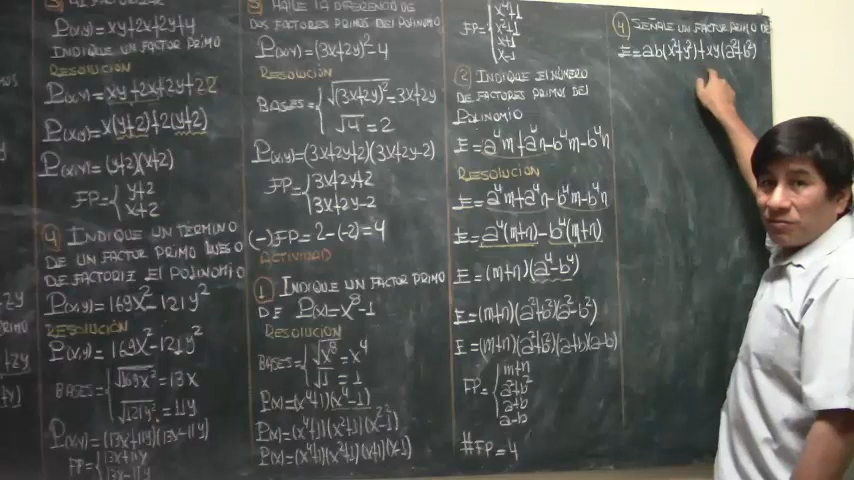 P(x,y)=xy+2x+2y+4
INDIQUE UN FACTOR PRIMO
RESOLUCIÓN
P(x,y)=xy+2x+2y+22
P(x,y)=x(y+2)+2(y+2)
P(x,y)=(y+2)(x+2)
FP={y+2
x+2
4 INDIQUE UN TÉRMINO
DE UN FACTOR PRIMO LUEGO
DE FACTORIZ EL POLINOMIO
P(x,y)=169x²-121y²
RESOLUCIÓN
P(x,y)=169x²-121y²
BASES={√169x²=13x
√121y²=11y
P(x,y)=(13x+11y)(13x-11y)
FP={13x+11y
13x-11y
3 HALLE LA DIFERENCIA DE
DOS FACTORES PRIMOS DEL POLINOMIO
P(x,y)=(3x+2y)²-4
RESOLUCIÓN
BASES={√(3x+2y)²=3x+2y
√4=2
P(x,y)=(3x+2y+2)(3x+2y-2)
FP={3x+2y+2
3x+2y-2
(-)FP=2-(-2)=4
ACTIVIDAD
1 INDIQUE UN FACTOR PRIMO
DE P(x)=x⁸-1
RESOLUCIÓN
BASES={√x⁸=x⁴
√1=1
P(x)=(x⁴+1)(x⁴-1)
P(x)=(x⁴+1)(x²+1)(x²-1)
P(x)=(x⁴+1)(x²+1)(x+1)(x-1)
FP={x⁴+1
x²+1
x+1
x-1
2 INDIQUE EL NÚMERO
DE FACTORES PRIMOS DEL
POLINOMIO
E=a⁴m+a⁴n-b⁴m-b⁴n
RESOLUCIÓN
E=a⁴m+a⁴n-b⁴m-b⁴n
E=a⁴(m+n)-b⁴(m+n)
E=(m+n)(a⁴-b⁴)
E=(m+n)(a²+b²)(a²-b²)
E=(m+n)(a²+b²)(a+b)(a-b)
FP={m+n
a²+b²
a+b
a-b
#FP=4
4 SEÑALE UN FACTOR PRIMO DE
E=ab(x²+y²)+xy(a²+b²)